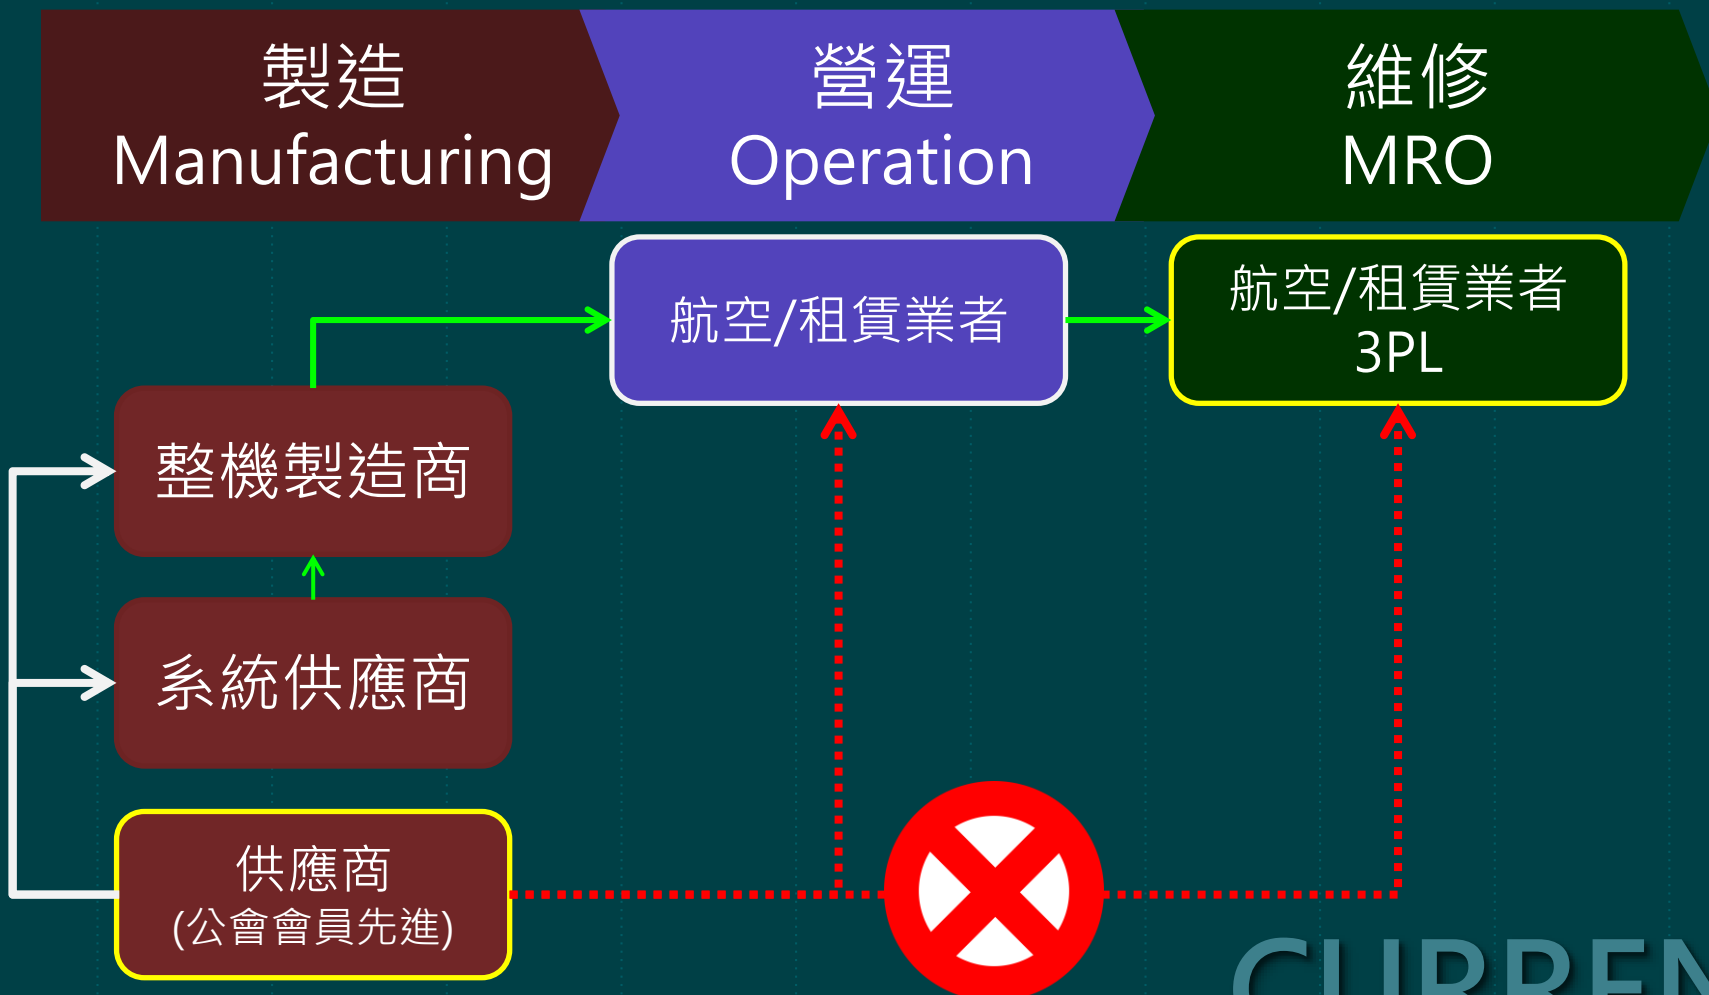 製造
Manufacturing
營運
Operation
維修
MRO
航空/租賃業者
航空/租賃業者
3PL
整機製造商
系統供應商
供應商
(公會會員先進)
CURREN